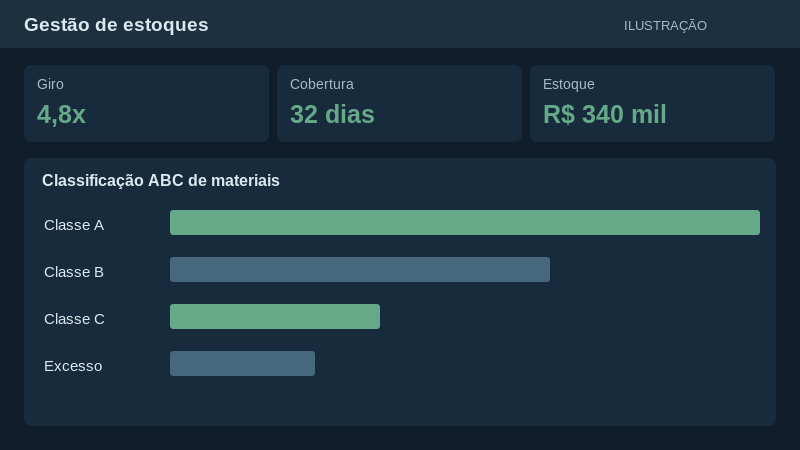 Gestão de estoques
ILUSTRAÇÃO
Giro
4,8x
Cobertura
32 dias
Estoque
R$ 340 mil
Classificação ABC de materiais
Classe A
Classe B
Classe C
Excesso